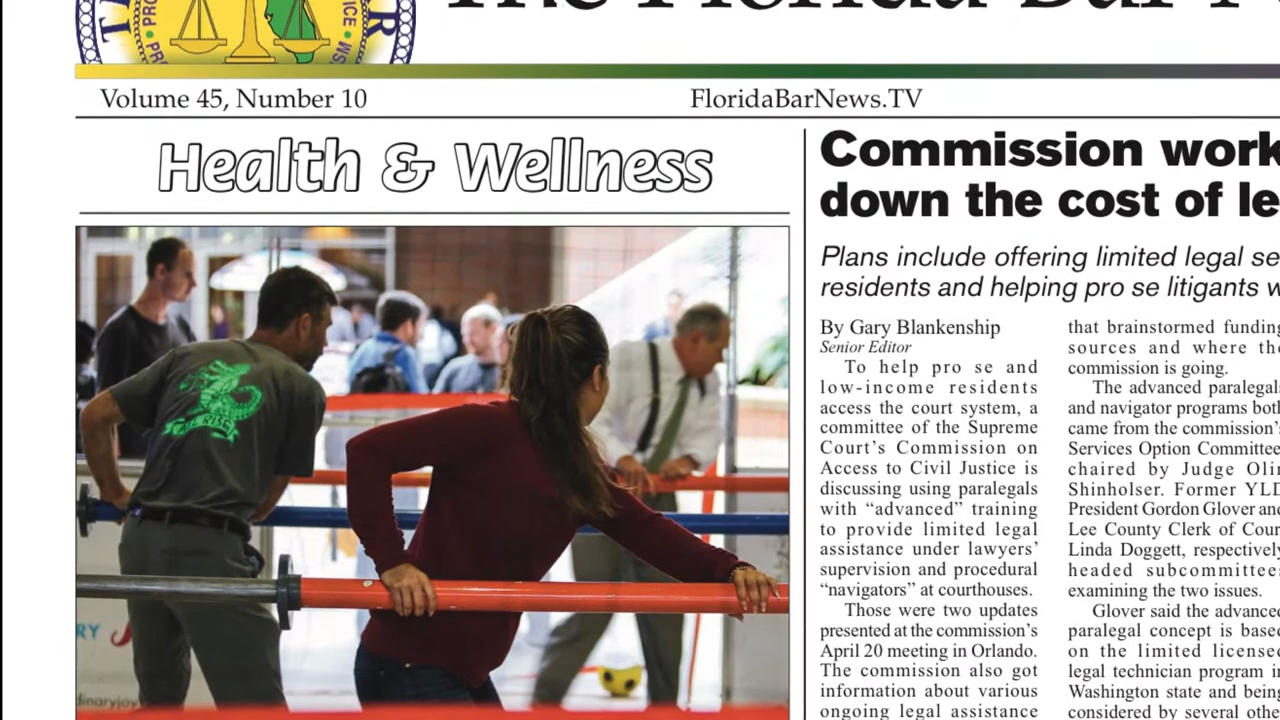 The Florida Bar
Volume 45, Number 10
FloridaBarNews.TV
Health & Wellness
ALL RISE
Commission work
down the cost of le
Plans include offering limited legal se
residents and helping pro se litigants w
By Gary Blankenship
Senior Editor
To help pro se and
low-income residents
access the court system, a
committee of the Supreme
Court's Commission on
Access to Civil Justice is
discussing using paralegals
with “advanced” training
to provide limited legal
assistance under lawyers'
supervision and procedural
“navigators” at courthouses.
Those were two updates
presented at the commission's
April 20 meeting in Orlando.
The commission also got
information about various
ongoing legal assistance
that brainstormed funding
sources and where the
commission is going.
The advanced paralegals
and navigator programs both
came from the commission's
Services Option Committee
chaired by Judge Olin
Shinholser. Former YLD
President Gordon Glover and
Lee County Clerk of Cour
Linda Doggett, respectively
headed subcommittees
examining the two issues.
Glover said the advanced
paralegal concept is based
on the limited licensed
legal technician program in
Washington state and being
considered by several othe